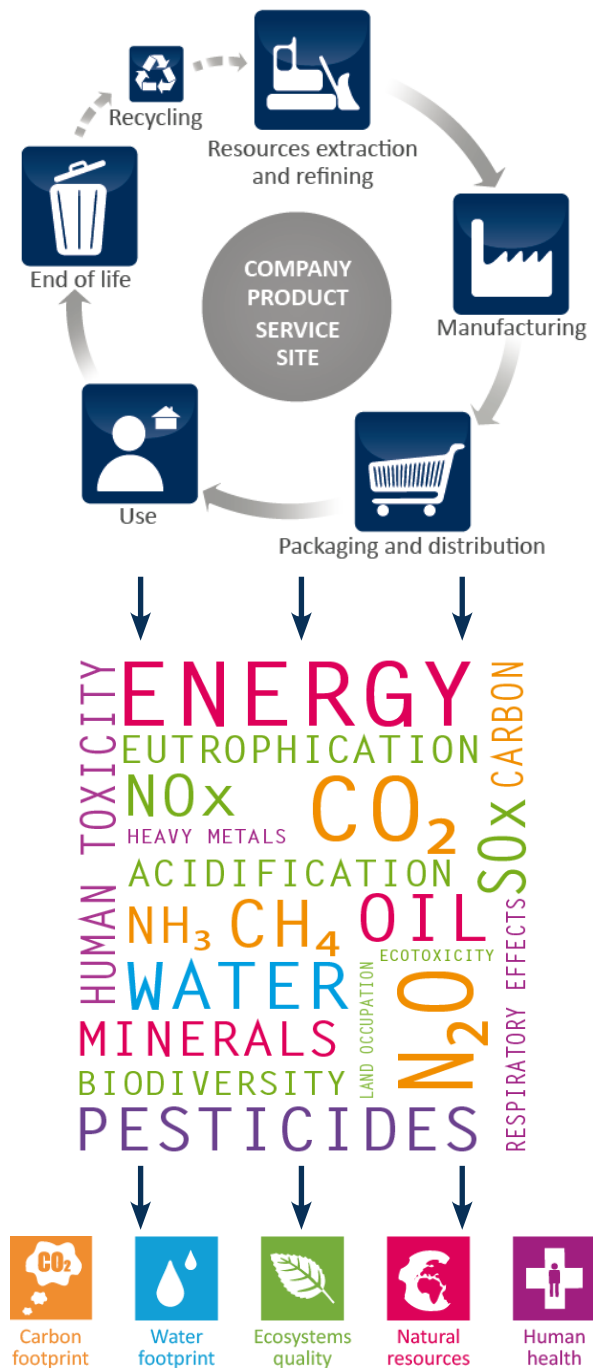 Recycling
Resources extraction
and refining
End of life
COMPANY
PRODUCT
SERVICE
SITE
Manufacturing
Use
Packaging and distribution
HUMAN TOXICITY
ENERGY
CARBON
EUTROPHICATION
NOx
CO₂
SOx
HEAVY METALS
ACIDIFICATION
NH₃
CH₄
OIL
ECOTOXICITY
RESPIRATORY EFFECTS
WATER
LAND OCCUPATION
N₂O
MINERALS
BIODIVERSITY
PESTICIDES
CO₂
Carbon
footprint
Water
footprint
Ecosystems
quality
Natural
resources
Human
health